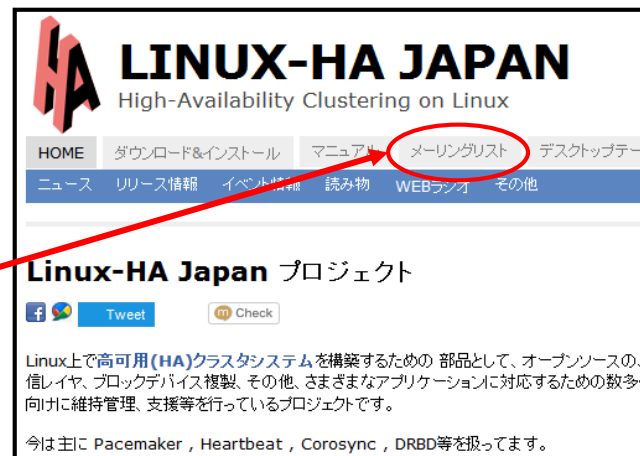 HA
LINUX-HA JAPAN
High-Availability Clustering on Linux
HOME ダウンロード&インストール マニュアル メーリングリスト デスクトップテー
ニュース リリース情報 イベント情報 読み物 WEBラジオ その他
Linux-HA Japan プロジェクト
f Tweet m Check
Linux上で高可用(HA)クラスタシステムを構築するための 部品として、オープンソースの、
信レイヤ、ブロックデバイス複製、その他、さまざまなアプリケーションに対応するための数多
向けに維持管理、支援等を行っているプロジェクトです。
今は主に Pacemaker , Heartbeat , Corosync , DRBD等を扱ってます。